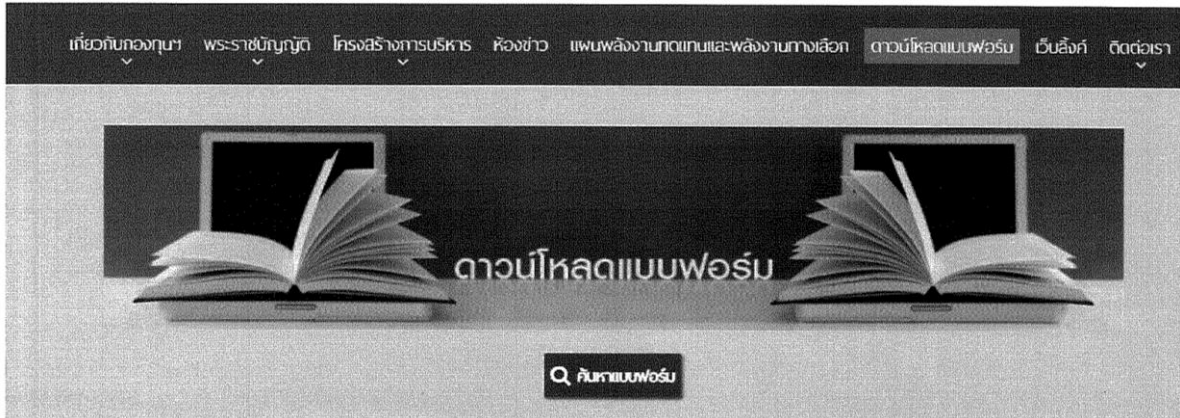 เกี่ยวกับกองทุนฯ พระราชบัญญัติ โครงสร้างการบริหาร ห้องข่าว แผนพลังงานทดแทนและพลังงานทางเลือก ดาวน์โหลดแบบฟอร์ม เว็บลิ้งค์ ติดต่อเรา
ดาวน์โหลดแบบฟอร์ม
ค้นหาแบบฟอร์ม